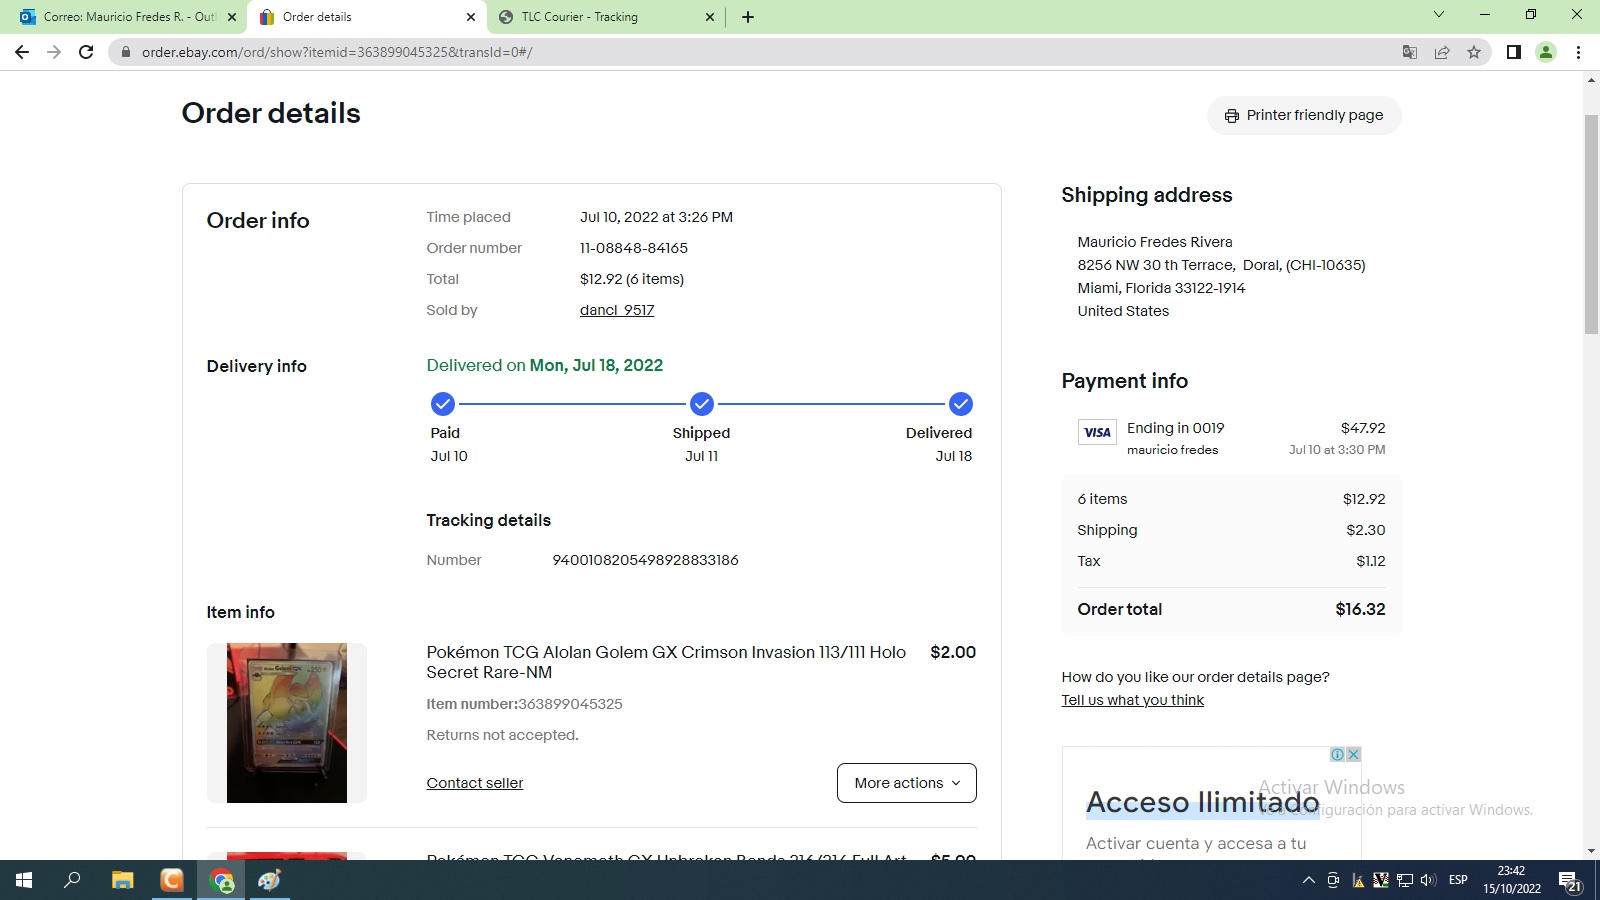 Correo: Mauricio Fredes R. - Outl
Order details
TLC Courier - Tracking
order.ebay.com/ord/show?itemid=363899045325&transId=0#/
Order details
Printer friendly page
Order info
Time placed Jul 10, 2022 at 3:26 PM
Order number 11-08848-84165
Total $12.92 (6 items)
Sold by dancl_9517
Delivery info
Delivered on Mon, Jul 18, 2022
Paid Shipped Delivered
Jul 10 Jul 11 Jul 18
Tracking details
Number 9400108205498928833186
Item info
Pokémon TCG Alolan Golem GX Crimson Invasion 113/111 Holo $2.00
Secret Rare-NM
Item number:363899045325
Returns not accepted.
Contact seller
More actions
Pokémon TCG Venomoth GX Unbroken Bonds 216/214 Full Art $5.00
Shipping address
Mauricio Fredes Rivera
8256 NW 30 th Terrace, Doral, (CHI-10635)
Miami, Florida 33122-1914
United States
Payment info
VISA Ending in 0019 $47.92
mauricio fredes Jul 10 at 3:30 PM
6 items $12.92
Shipping $2.30
Tax $1.12
Order total $16.32
How do you like our order details page?
Tell us what you think
Acceso Ilimitado
Activar cuenta y accesa a tu
Activar Windows
Ve a Configuración para activar Windows.
ESP
23:42
15/10/2022
21